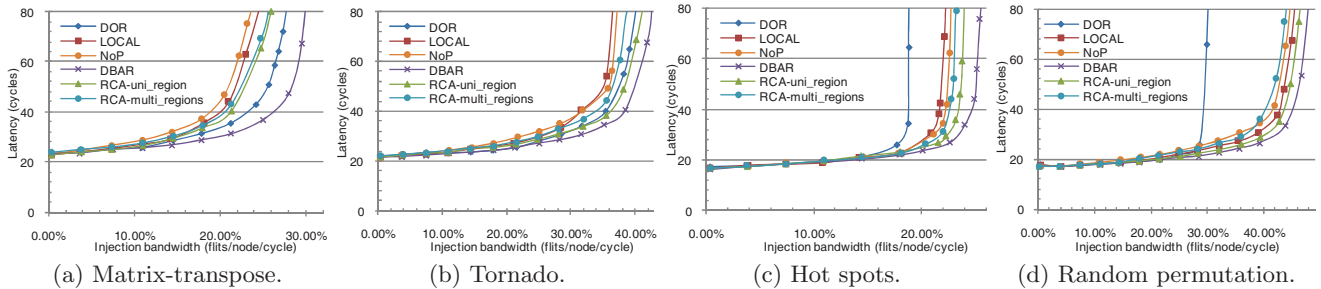 80
60
40
20
0
DOR
LOCAL
NoP
DBAR
RCA-uni_region
RCA-multi_regions
Latency (cycles)
0.00% 10.00% 20.00% 30.00%
Injection bandwidth (flits/node/cycle)
(a) Matrix-transpose.
80
60
40
20
0
DOR
LOCAL
NoP
DBAR
RCA-uni_region
RCA-multi_regions
Latency (cycles)
0.00% 10.00% 20.00% 30.00% 40.00%
Injection bandwidth (flits/node/cycle)
(b) Tornado.
80
60
40
20
0
DOR
LOCAL
NoP
DBAR
RCA-uni_region
RCA-multi_regions
Latency (cycles)
0.00% 10.00% 20.00%
Injection bandwidth (flits/node/cycle)
(c) Hot spots.
80
60
40
20
0
DOR
LOCAL
NoP
DBAR
RCA-uni_region
RCA-multi_regions
Latency (cycles)
0.00% 10.00% 20.00% 30.00% 40.00%
Injection bandwidth (flits/node/cycle)
(d) Random permutation.